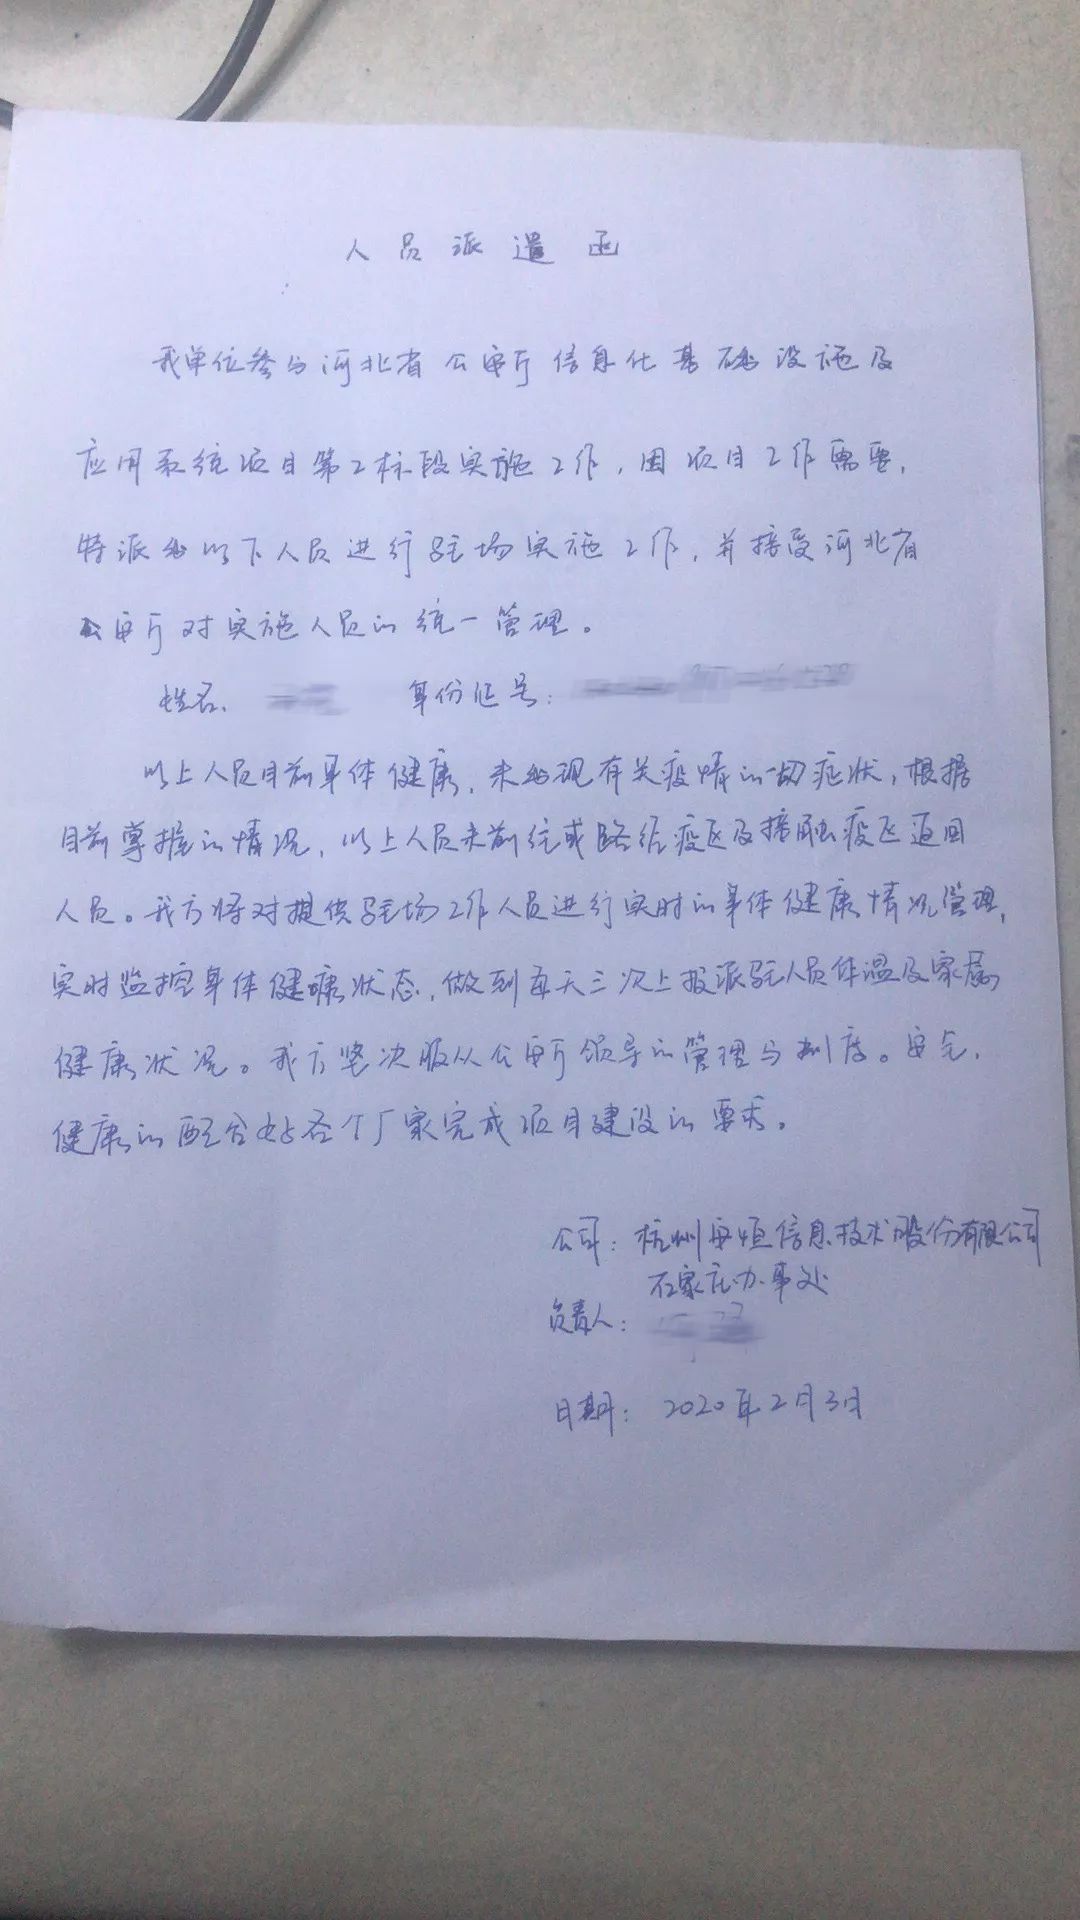 人员派遣函
我单位参与河北省公安厅信息化基础设施及
应用系统项目第2标段实施工作，因项目工作需要，
特派出以下人员进行驻场实施工作，并接受河北省
公安厅对实施人员的统一管理。
姓名： 身份证号：
以上人员目前身体健康，未出现有关疫情的一切症状，根据
目前掌握的情况，以上人员未前往或路经疫区及接触疫区返回
人员。我方将对提供驻场工作人员进行实时的身体健康情况管理，
实时监控身体健康状态，做到每天三次上报派驻人员体温及家属
健康状况。我方坚决服从公安厅领导的管理与制度。安全，
健康的配合好各个厂家完成项目建设的要求。
公司：杭州安恒信息技术股份有限公司
石家庄办事处
负责人：
日期：2020年2月3日